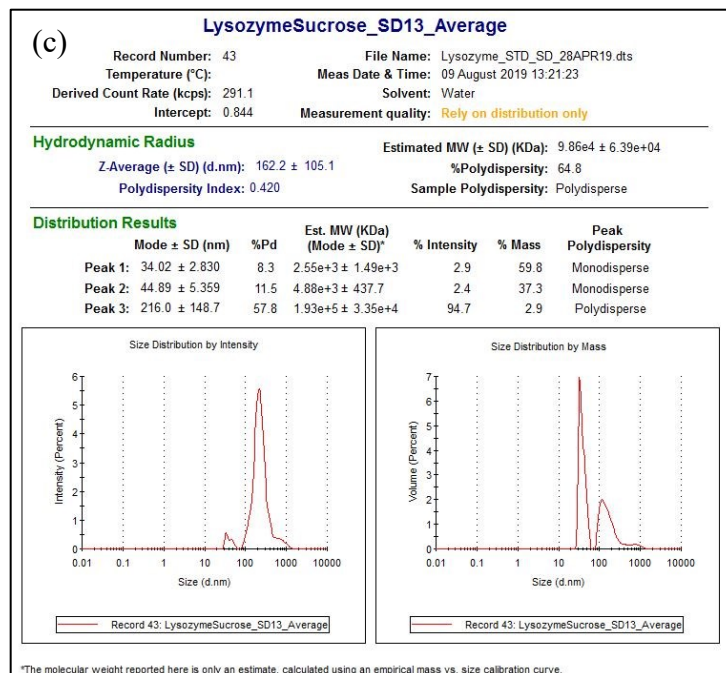 (c)
LysozymeSucrose_SD13_Average
Record Number: 43 File Name: Lysozyme_STD_SD_28APR19.dts
Temperature (°C): Meas Date & Time: 09 August 2019 13:21:23
Derived Count Rate (kcps): 291.1 Solvent: Water
Intercept: 0.844 Measurement quality: Rely on distribution only
Hydrodynamic Radius
Estimated MW (± SD) (KDa): 9.86e4 ± 6.39e+04
Z-Average (± SD) (d.nm): 162.2 ± 105.1 %Polydispersity: 64.8
Polydispersity Index: 0.420 Sample Polydispersity: Polydisperse
Distribution Results
Mode ± SD (nm) %Pd Est. MW (KDa) (Mode ± SD)* % Intensity % Mass Peak Polydispersity
Peak 1: 34.02 ± 2.830 8.3 2.55e+3 ± 1.49e+3 2.9 59.8 Monodisperse
Peak 2: 44.89 ± 5.359 11.5 4.88e+3 ± 437.7 2.4 37.3 Monodisperse
Peak 3: 216.0 ± 148.7 57.8 1.93e+5 ± 3.35e+4 94.7 2.9 Polydisperse
Size Distribution by Intensity
Intensity (Percent)
6
5
4
3
2
1
0
0.01 0.1 1 10 100 1000 10000
Size (d.nm)
Record 43: LysozymeSucrose_SD13_Average
Size Distribution by Mass
Volume (Percent)
7
6
5
4
3
2
1
0
0.01 0.1 1 10 100 1000 10000
Size (d.nm)
Record 43: LysozymeSucrose_SD13_Average
*The molecular weight reported here is only an estimate, calculated using an empirical mass vs. size calibration curve.